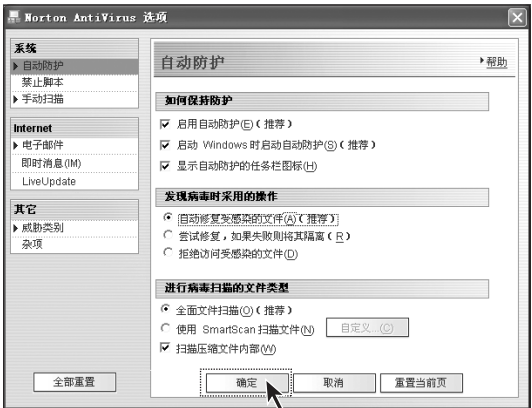 Norton AntiVirus 选项
系统
自动防护
禁止脚本
手动扫描
Internet
电子邮件
即时消息(IM)
LiveUpdate
其它
威胁类别
杂项
全部重置
自动防护
帮助
如何保持防护
启用自动防护(E)(推荐)
启动 Windows 时启动自动防护(S)(推荐)
显示自动防护的任务栏图标(H)
发现病毒时采用的操作
自动修复受感染的文件(A)(推荐)
尝试修复，如果失败则将其隔离(R)
拒绝访问受感染的文件(D)
进行病毒扫描的文件类型
全面文件扫描(O)(推荐)
使用 SmartScan 扫描文件(N) 自定义...(C)
扫描压缩文件内部(W)
确定 取消 重置当前页